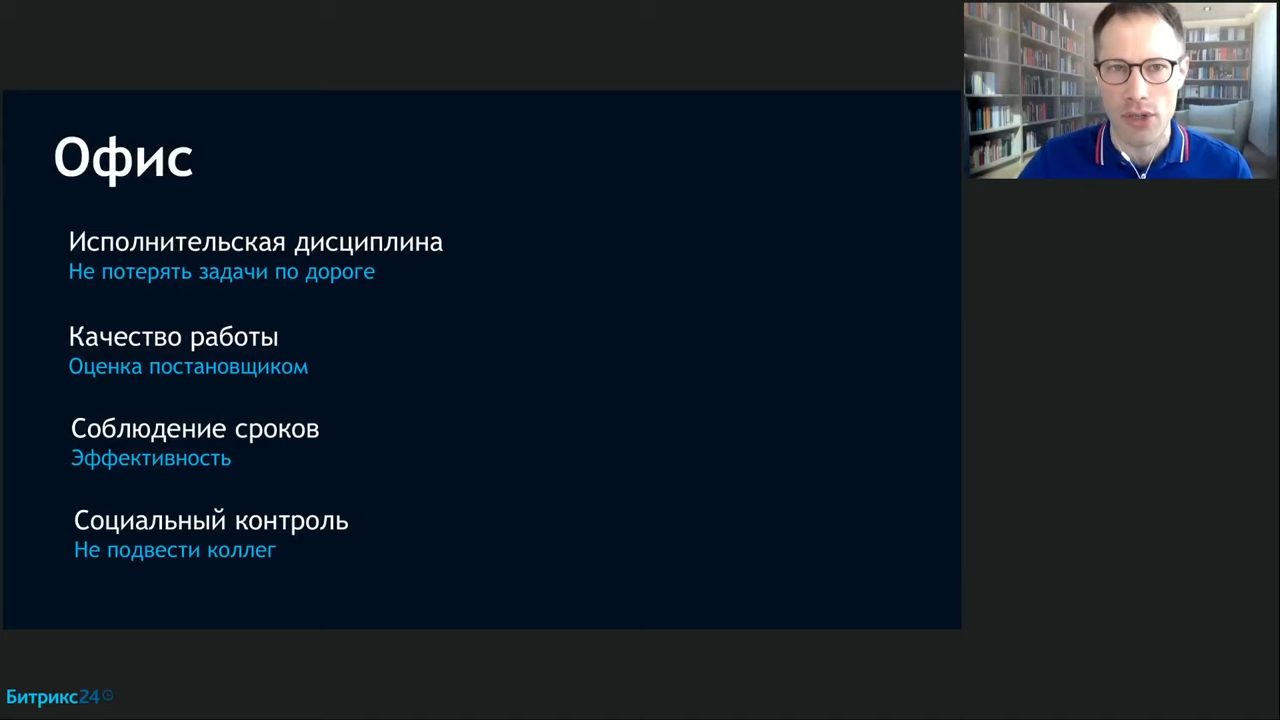 Офис
Исполнительская дисциплина
Не потерять задачи по дороге
Качество работы
Оценка постановщиком
Соблюдение сроков
Эффективность
Социальный контроль
Не подвести коллег
Битрикс24